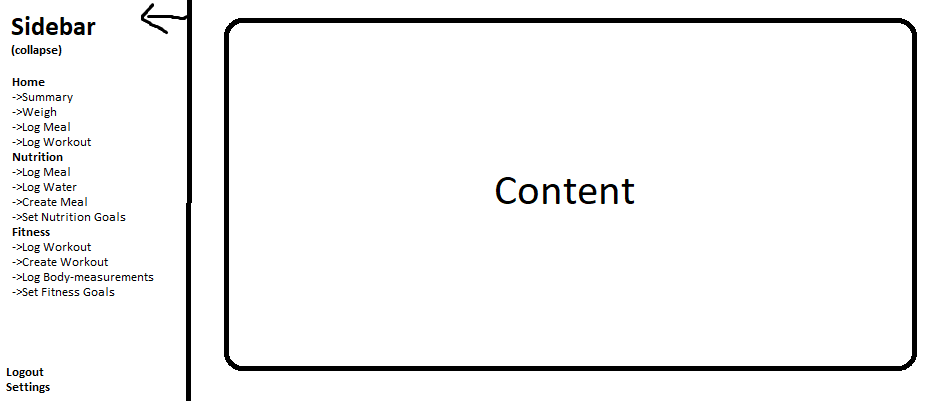 Sidebar
(collapse)
Home
->Summary
->Weigh
->Log Meal
->Log Workout
Nutrition
->Log Meal
->Log Water
->Create Meal
->Set Nutrition Goals
Fitness
->Log Workout
->Create Workout
->Log Body-measurements
->Set Fitness Goals
Logout
Settings
Content